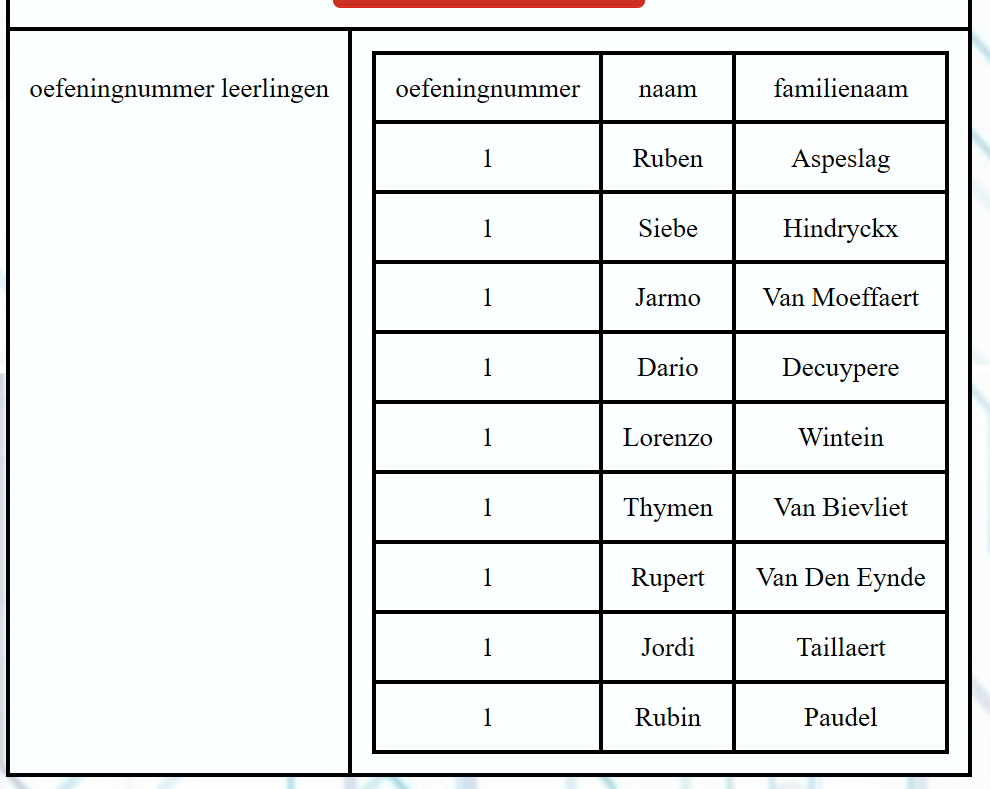 oefeningnummer leerlingen
oefeningnummer naam familienaam
1 Ruben Aspeslag
1 Siebe Hindryckx
1 Jarmo Van Moeffaert
1 Dario Decuypere
1 Lorenzo Wintein
1 Thymen Van Bievliet
1 Rupert Van Den Eynde
1 Jordi Taillaert
1 Rubin Paudel